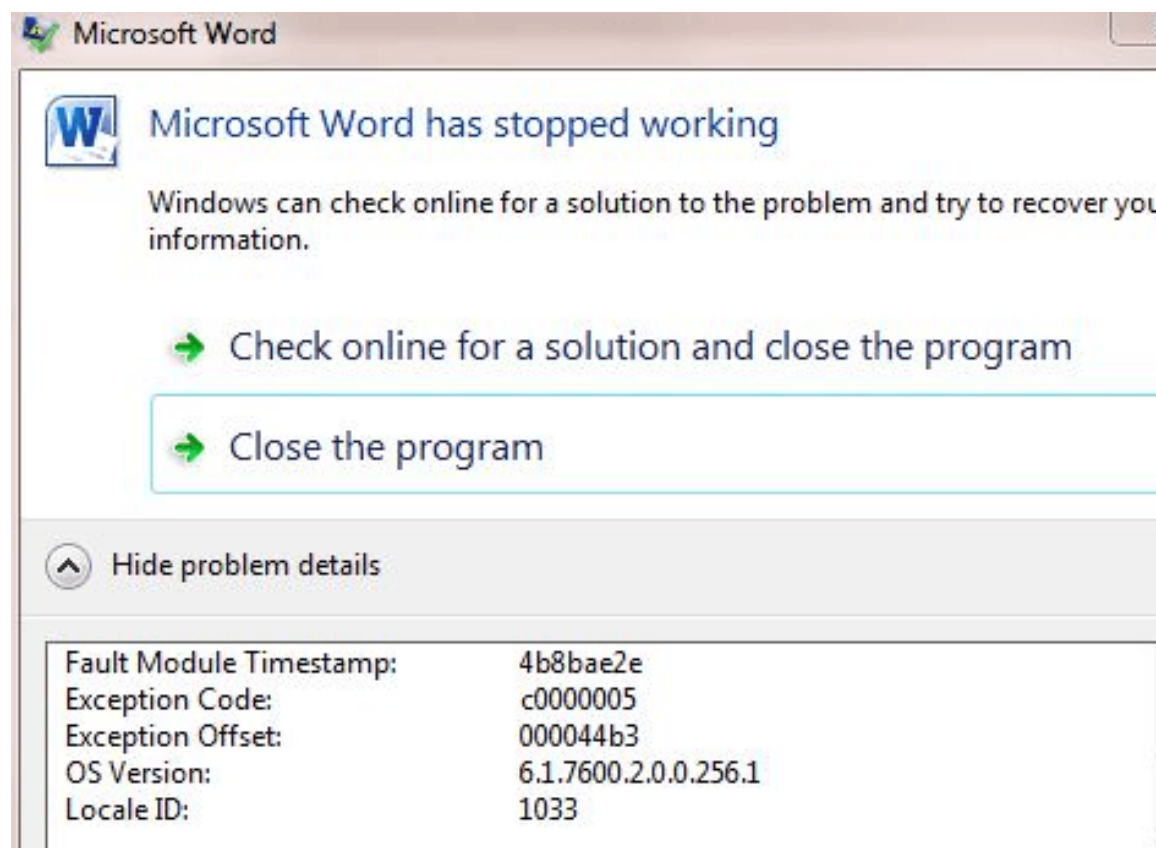 Microsoft Word
Microsoft Word has stopped working
Windows can check online for a solution to the problem and try to recover
information.
Check online for a solution and close the program
Close the program
Hide problem details
Fault Module Timestamp: 4b8bae2e
Exception Code: c0000005
Exception Offset: 000044b3
OS Version: 6.1.7600.2.0.0.256.1
Locale ID: 1033